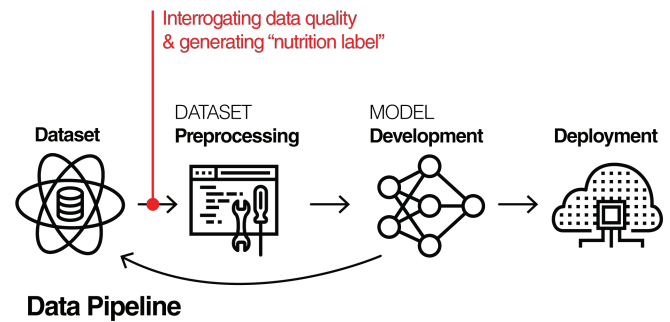 Interrogating data quality
& generating “nutrition label”
Dataset
DATASET
Preprocessing
MODEL
Development
Deployment
Data Pipeline